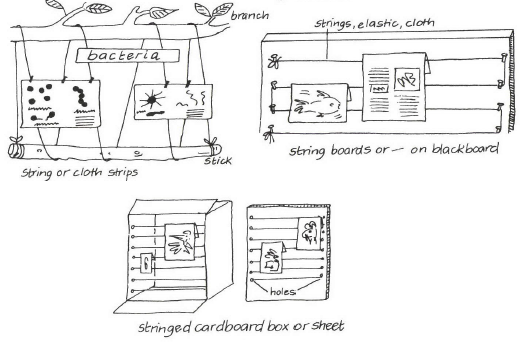 branch
bacteria
stick
string or cloth strips
strings, elastic, cloth
string boards or — on blackboard
holes
stringed cardboard box or sheet